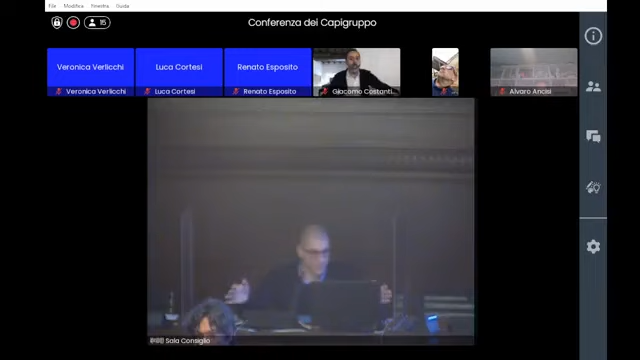 File Modifica Finestra Guida
15
Conferenza dei Capigruppo
Veronica Verlicchi
Luca Cortesi
Renato Esposito
Veronica Verlicchi
Luca Cortesi
Renato Esposito
Giacomo Costanti...
Alvaro Ancisi
Sala Consiglio